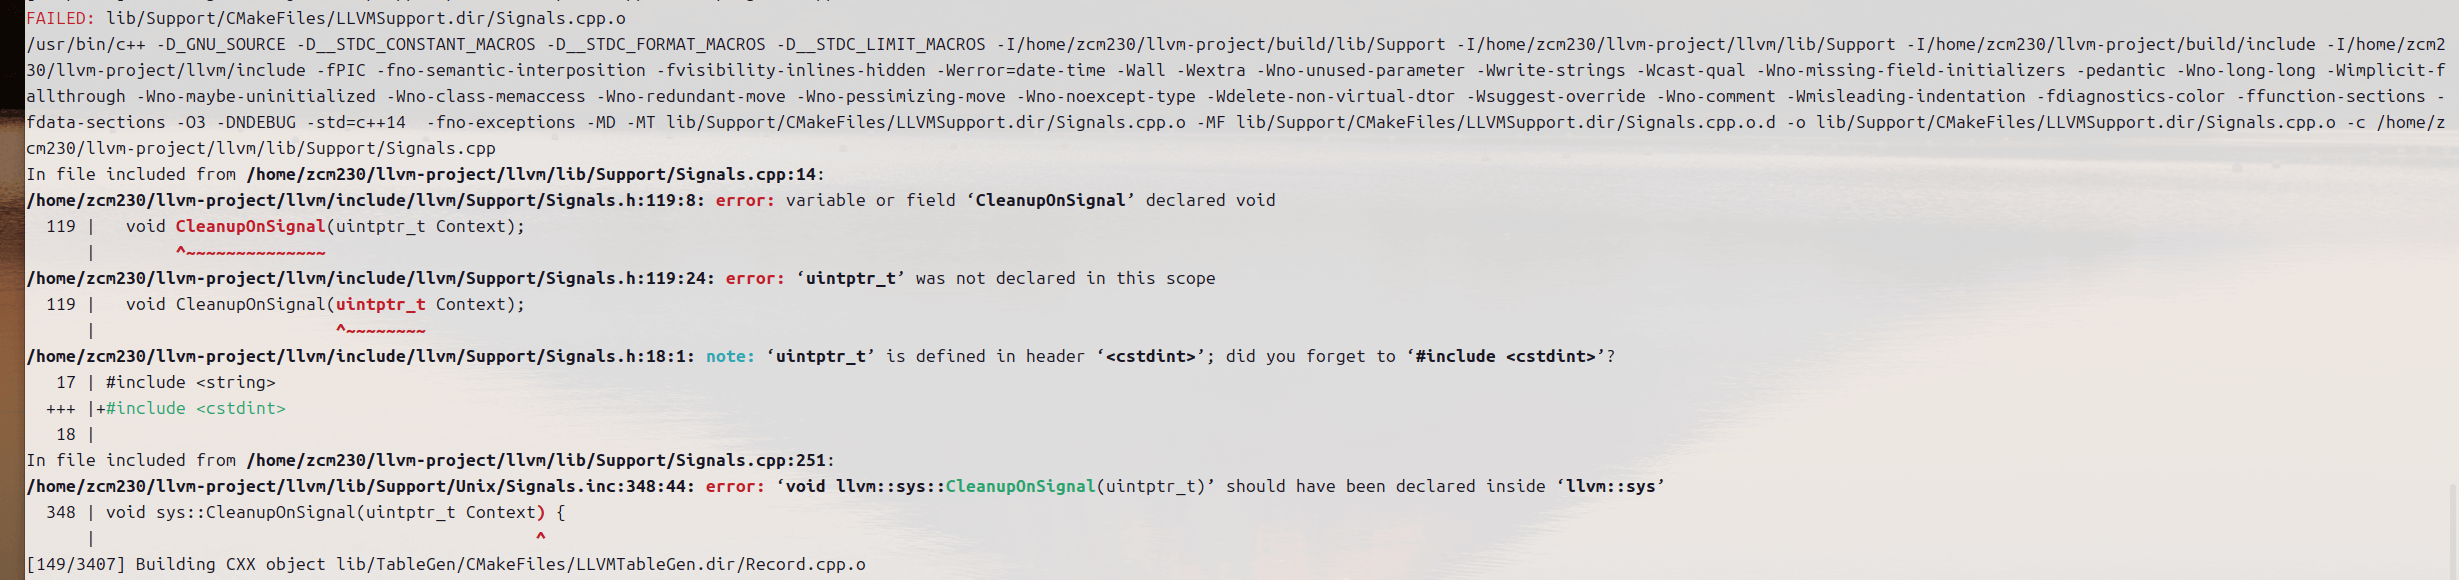 FAILED: lib/Support/CMakeFiles/LLVMSupport.dir/Signals.cpp.o
/usr/bin/c++ -D_GNU_SOURCE -D__STDC_CONSTANT_MACROS -D__STDC_FORMAT_MACROS -D__STDC_LIMIT_MACROS -I/home/zcm230/llvm-project/build/lib/Support -I/home/zcm230/llvm-project/llvm/lib/Support -I/home/zcm230/llvm-project/build/include -I/home/zcm2
30/llvm-project/llvm/include -fPIC -fno-semantic-interposition -fvisibility-inlines-hidden -Werror=date-time -Wall -Wextra -Wno-unused-parameter -Wwrite-strings -Wcast-qual -Wno-missing-field-initializers -pedantic -Wno-long-long -Wimplicit-f
allthrough -Wno-maybe-uninitialized -Wno-class-memaccess -Wno-redundant-move -Wno-pessimizing-move -Wno-noexcept-type -Wdelete-non-virtual-dtor -Wsuggest-override -Wno-comment -Wmisleading-indentation -fdiagnostics-color -ffunction-sections -
fdata-sections -O3 -DNDEBUG -std=c++14  -fno-exceptions -MD -MT lib/Support/CMakeFiles/LLVMSupport.dir/Signals.cpp.o -MF lib/Support/CMakeFiles/LLVMSupport.dir/Signals.cpp.o.d -o lib/Support/CMakeFiles/LLVMSupport.dir/Signals.cpp.o -c /home/z
cm230/llvm-project/llvm/lib/Support/Signals.cpp
In file included from /home/zcm230/llvm-project/llvm/lib/Support/Signals.cpp:14:
/home/zcm230/llvm-project/llvm/include/llvm/Support/Signals.h:119:8: error: variable or field ‘CleanupOnSignal’ declared void
  119 |   void CleanupOnSignal(uintptr_t Context);
      |        ^~~~~~~~~~~~~~~
/home/zcm230/llvm-project/llvm/include/llvm/Support/Signals.h:119:24: error: ‘uintptr_t’ was not declared in this scope
  119 |   void CleanupOnSignal(uintptr_t Context);
      |                        ^~~~~~~~~
/home/zcm230/llvm-project/llvm/include/llvm/Support/Signals.h:18:1: note: ‘uintptr_t’ is defined in header ‘<cstdint>’; did you forget to ‘#include <cstdint>’?
   17 | #include <string>
  +++ |+#include <cstdint>
   18 |
In file included from /home/zcm230/llvm-project/llvm/lib/Support/Signals.cpp:251:
/home/zcm230/llvm-project/llvm/lib/Support/Unix/Signals.inc:348:44: error: ‘void llvm::sys::CleanupOnSignal(uintptr_t)’ should have been declared inside ‘llvm::sys’
  348 | void sys::CleanupOnSignal(uintptr_t Context) {
      |                                            ^
[149/3407] Building CXX object lib/TableGen/CMakeFiles/LLVMTableGen.dir/Record.cpp.o